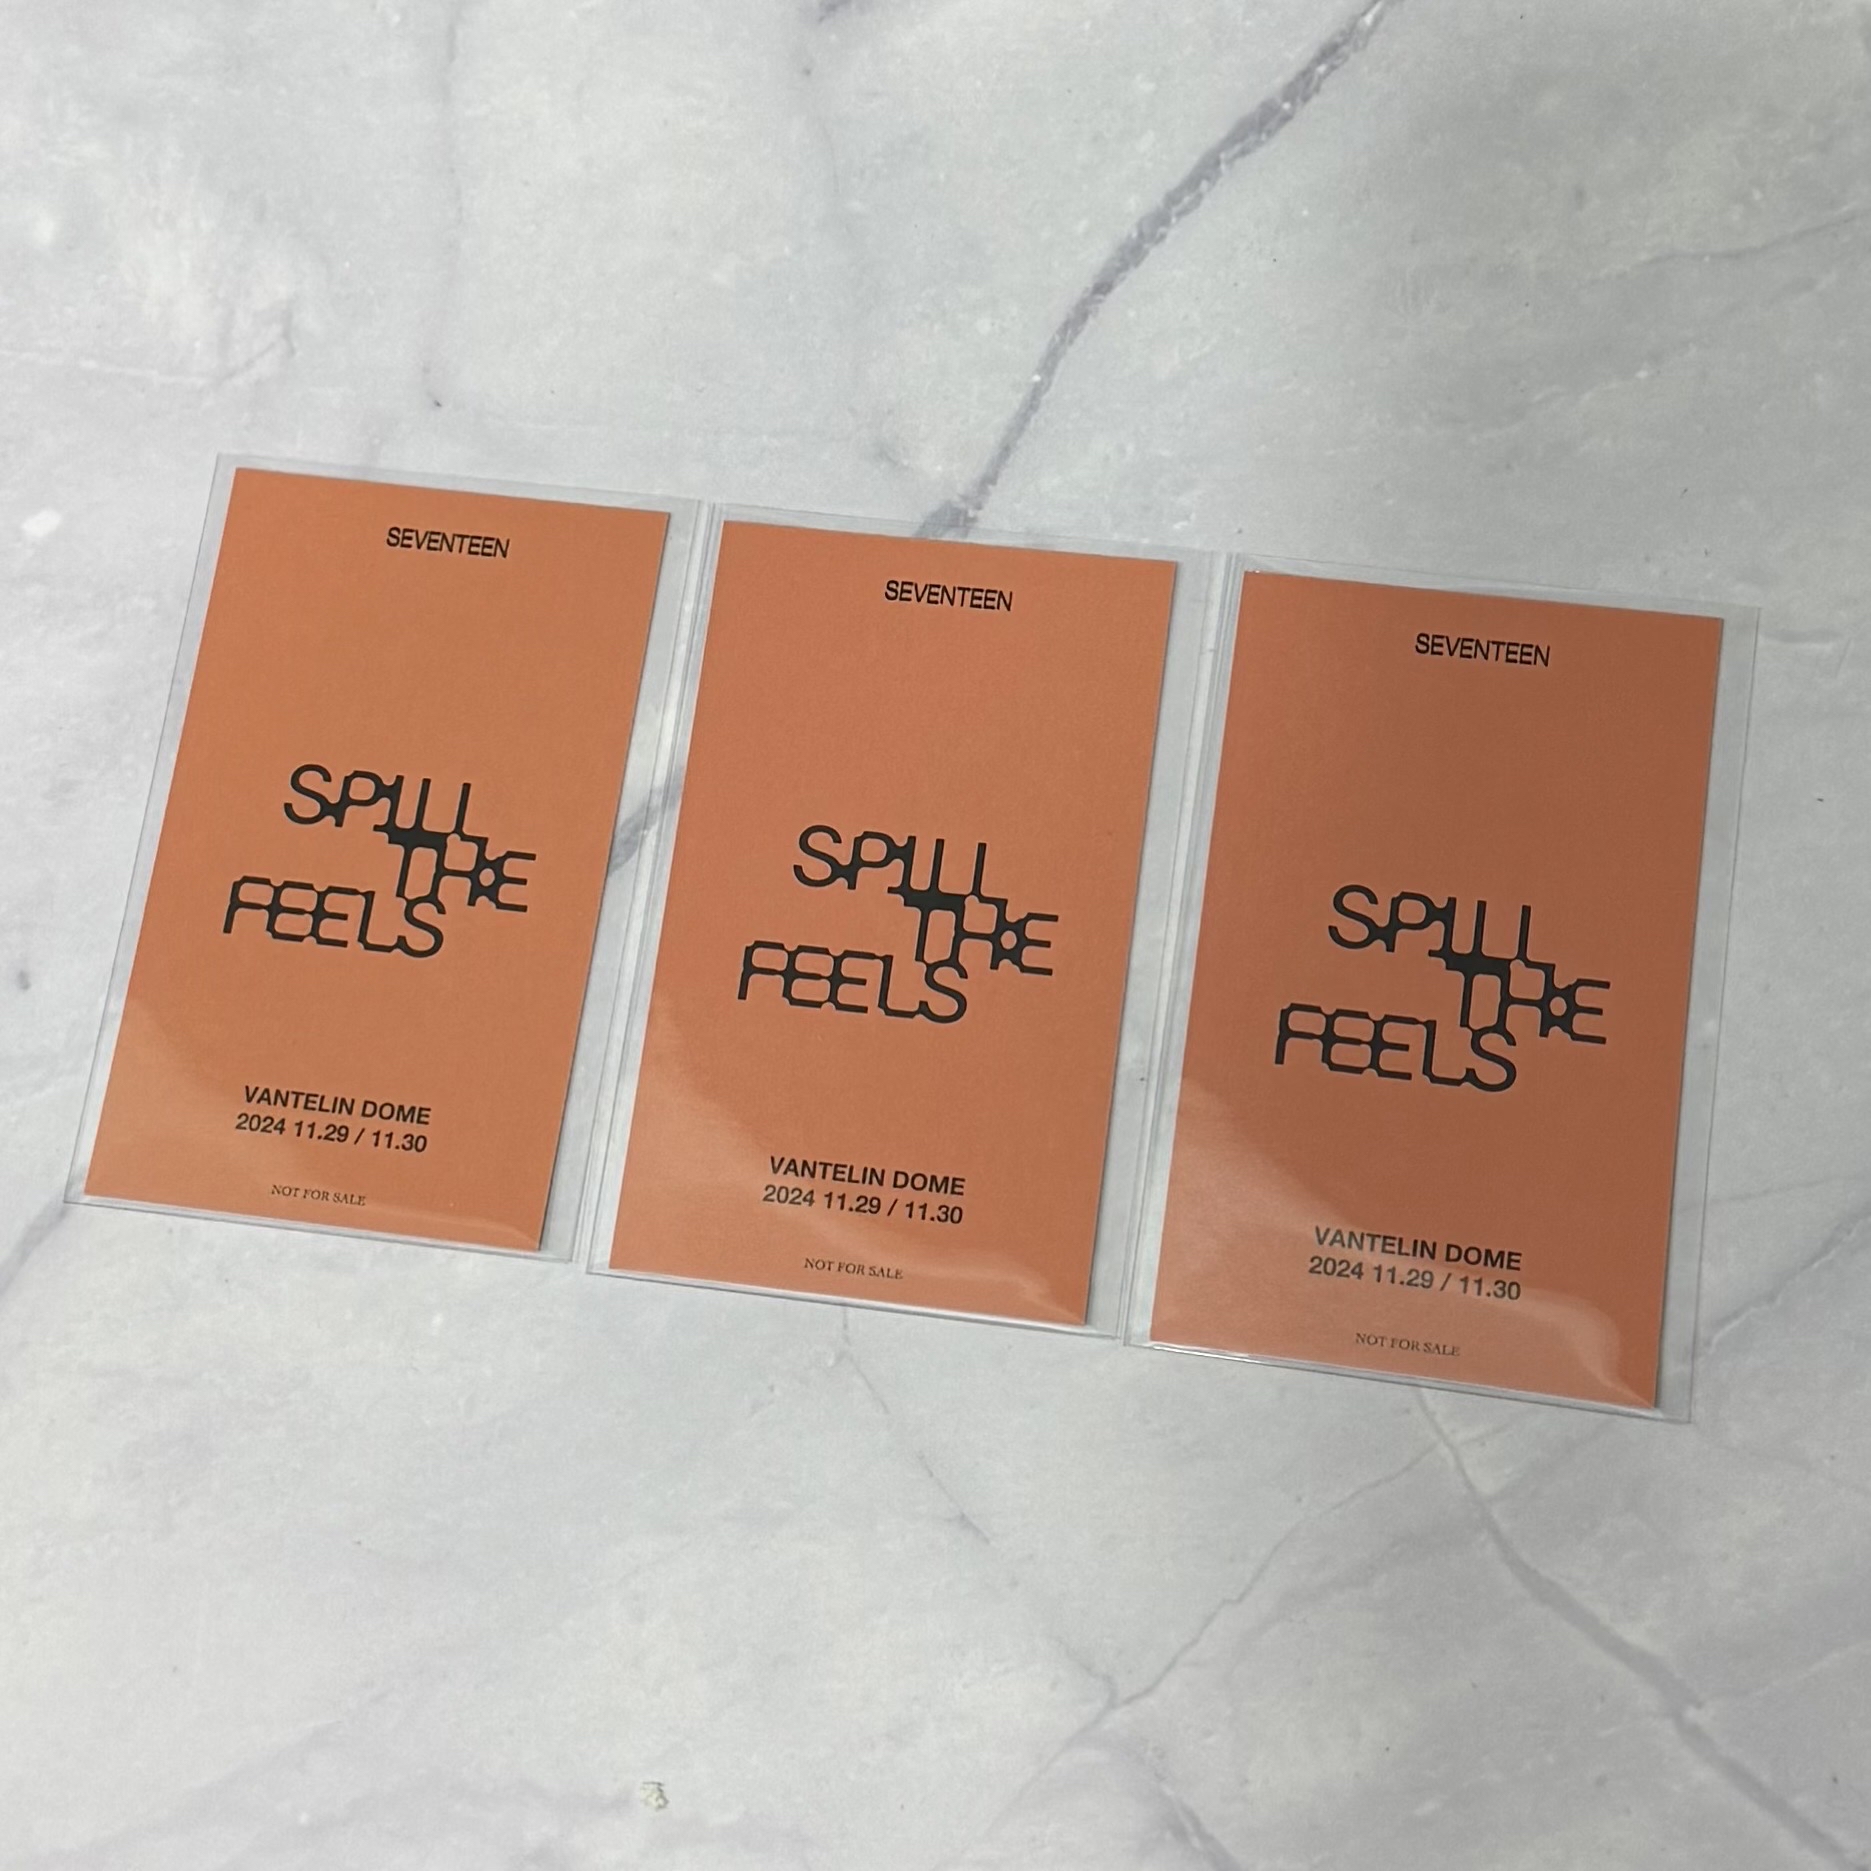 SEVENTEEN
SPILL
THE
FEELS
VANTELIN DOME
2024 11.29 / 11.30
NOT FOR SALE
SEVENTEEN
SPILL
THE
FEELS
VANTELIN DOME
2024 11.29 / 11.30
NOT FOR SALE
SEVENTEEN
SPILL
THE
FEELS
VANTELIN DOME
2024 11.29 / 11.30
NOT FOR SALE